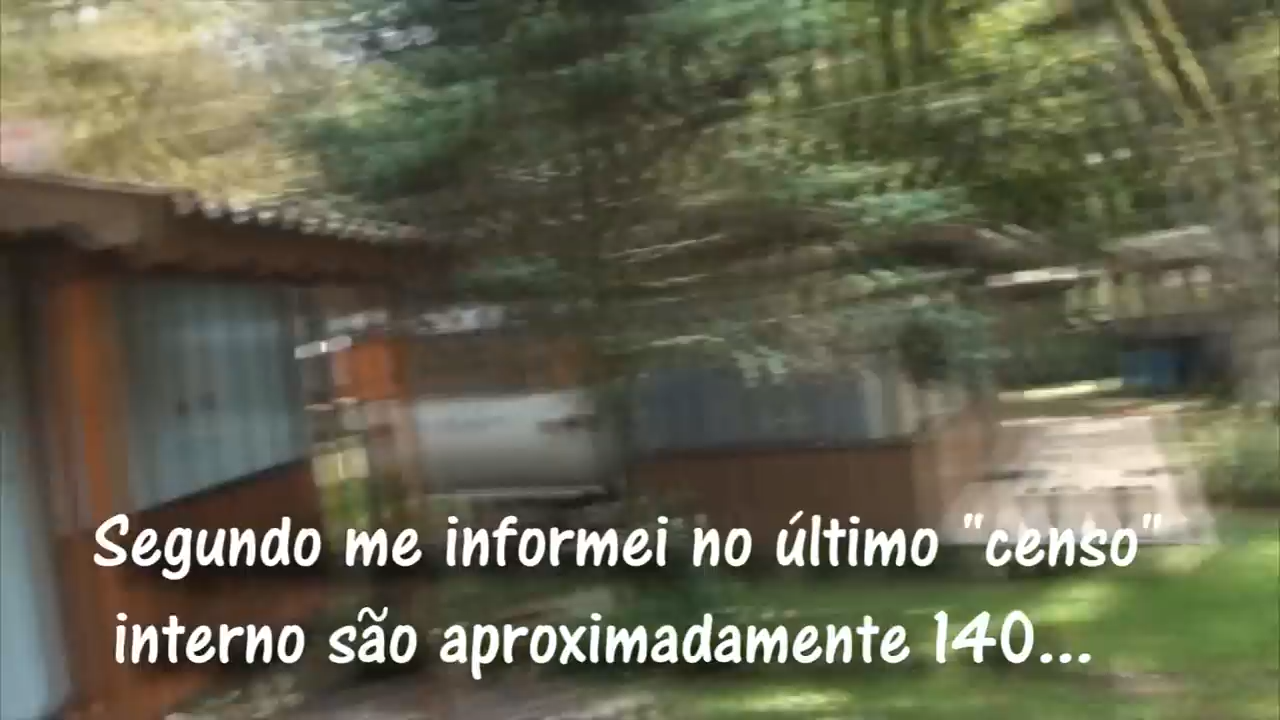 Segundo me informei no último "censo"
interno são aproximadamente 140...